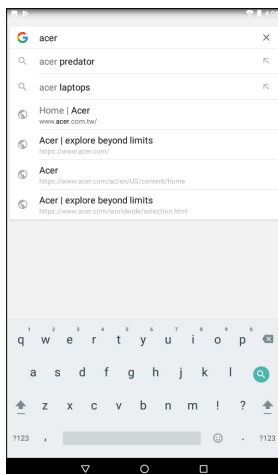 acer
acer predator
acer laptops
Home | Acer
www.acer.com.tw/
Acer | explore beyond limits
https://www.acer.com/
Acer
https://www.acer.com/ac/en/US/content/home
Acer | explore beyond limits
https://www.acer.com/worldwide/selection.html
1 2 3 4 5 6 7 8 9 0
q w e r t y u i o p
a s d f g h j k l
z x c v b n m ! ?
?123 , . ?123